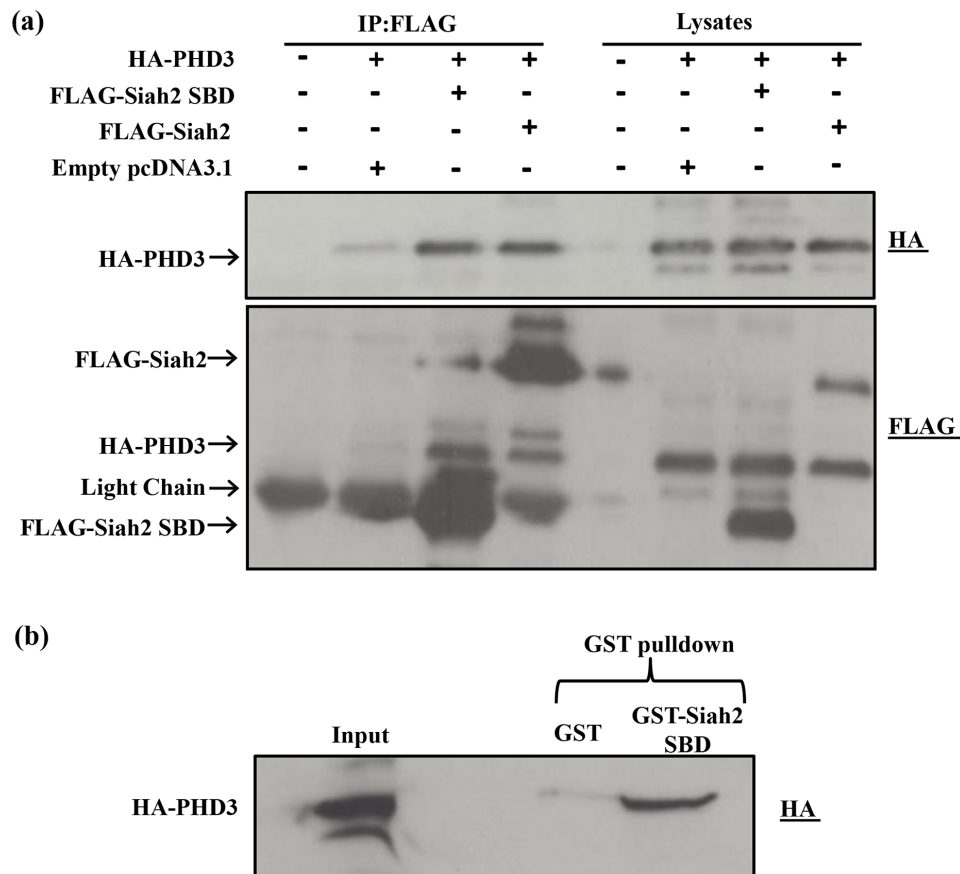 (a)
IP:FLAG Lysates
HA-PHD3 - + + + - + + +
FLAG-Siah2 SBD - - + - - - + -
FLAG-Siah2 - - - + - - - +
Empty pcDNA3.1 - + - - - + - -
HA-PHD3→ HA
FLAG-Siah2→
HA-PHD3→ FLAG
Light Chain→
FLAG-Siah2 SBD→
(b)
GST pulldown
Input GST GST-Siah2
SBD
HA-PHD3 HA